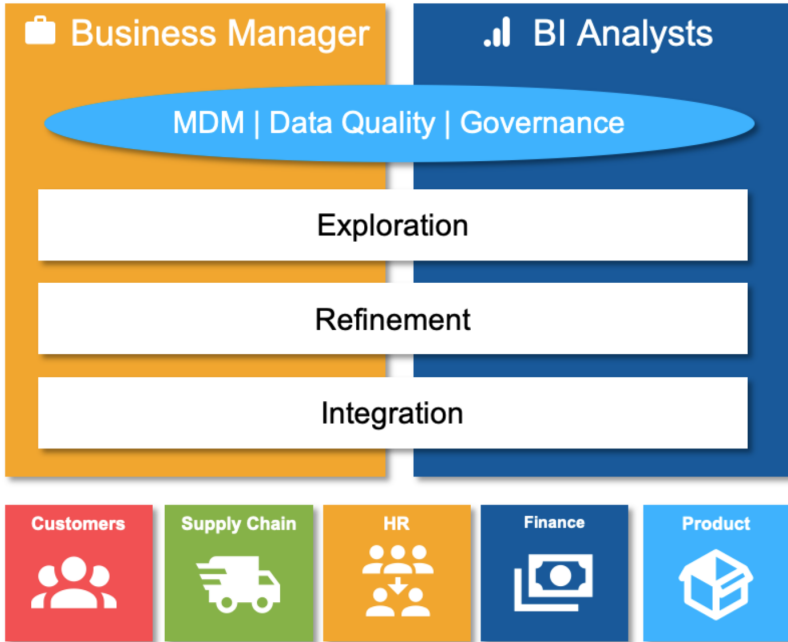 Business Manager
BI Analysts
MDM | Data Quality | Governance
Exploration
Refinement
Integration
Customers
Supply Chain
HR
Finance
Product